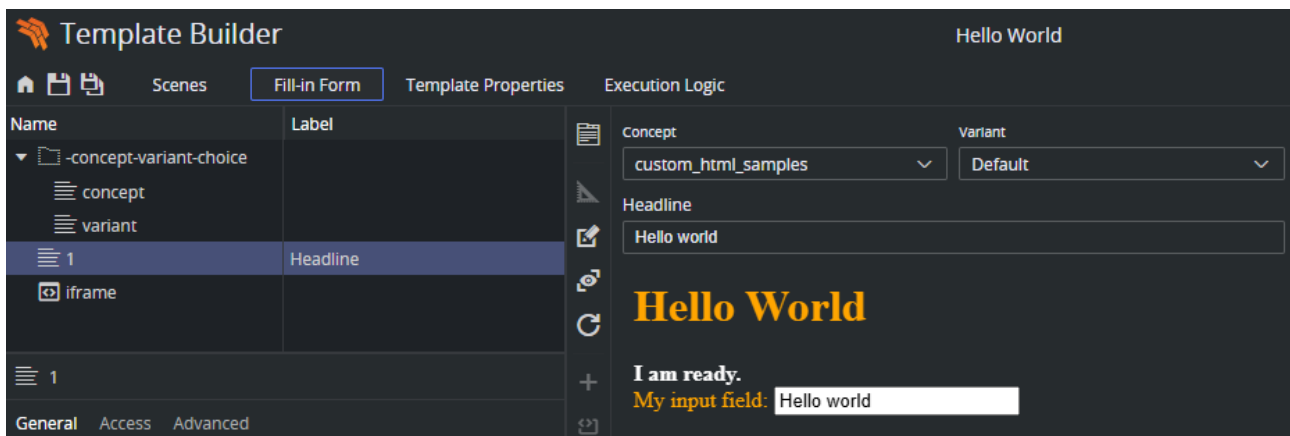 Template Builder
Hello World
Scenes Fill-in Form Template Properties Execution Logic
Name Label
-concept-variant-choice
concept
variant
1 Headline
iframe
1
General Access Advanced
Concept Variant
custom_html_samples Default
Headline
Hello world
Hello World
I am ready.
My input field: Hello world